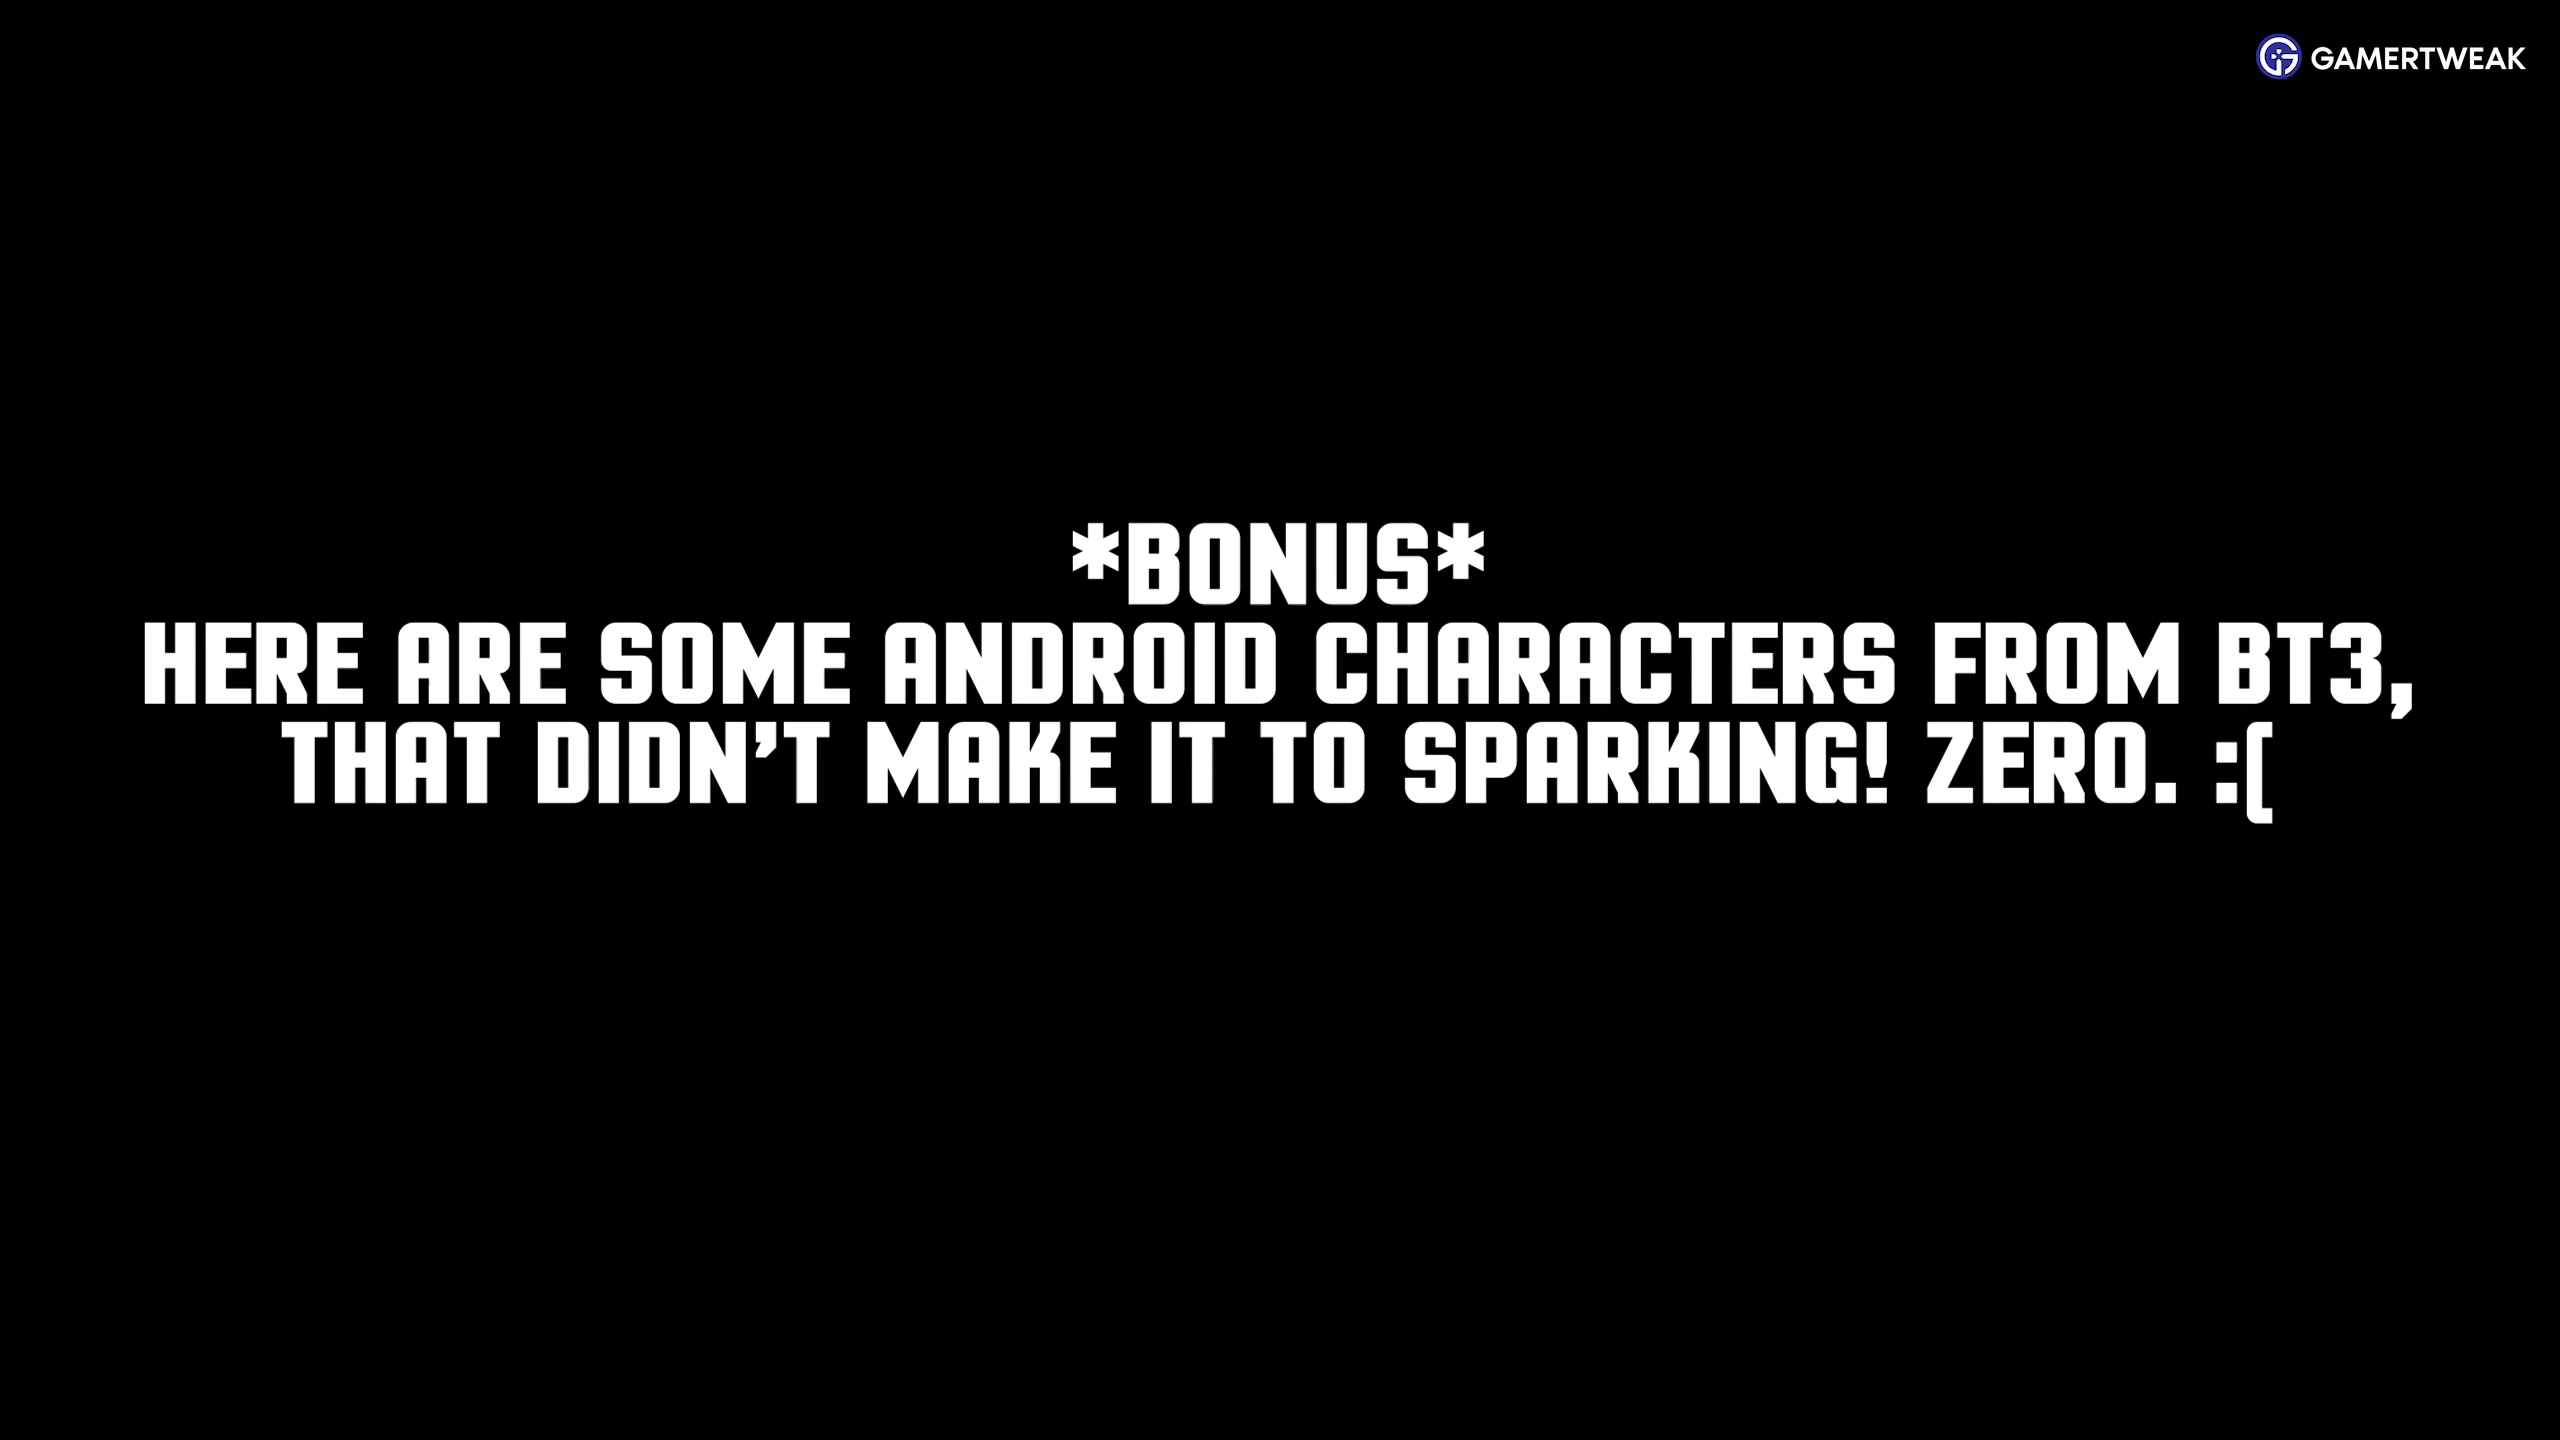 GAMERTWEAK
*BONUS*
HERE ARE SOME ANDROID CHARACTERS FROM BT3,
THAT DIDN'T MAKE IT TO SPARKING! ZERO. :(